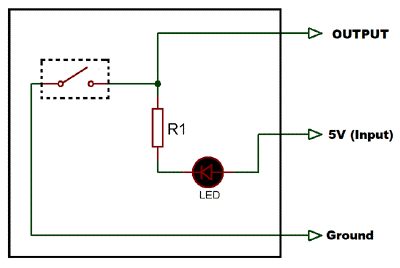 OUTPUT
R1
5V (Input)
LED
Ground